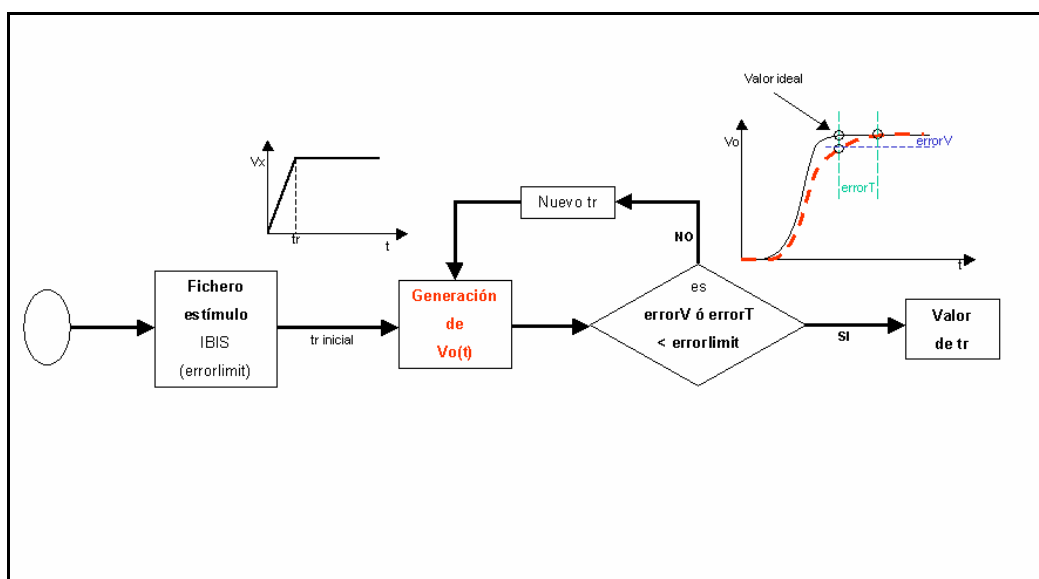 Valor ideal
Vo
errorV
errorT
t
Vx
tr
t
Nuevo tr
NO
Fichero
estímulo
IBIS
(errorlimit)
tr inicial
Generación
de
Vo(t)
es
errorV ó errorT
< errorlimit
SI
Valor
de tr